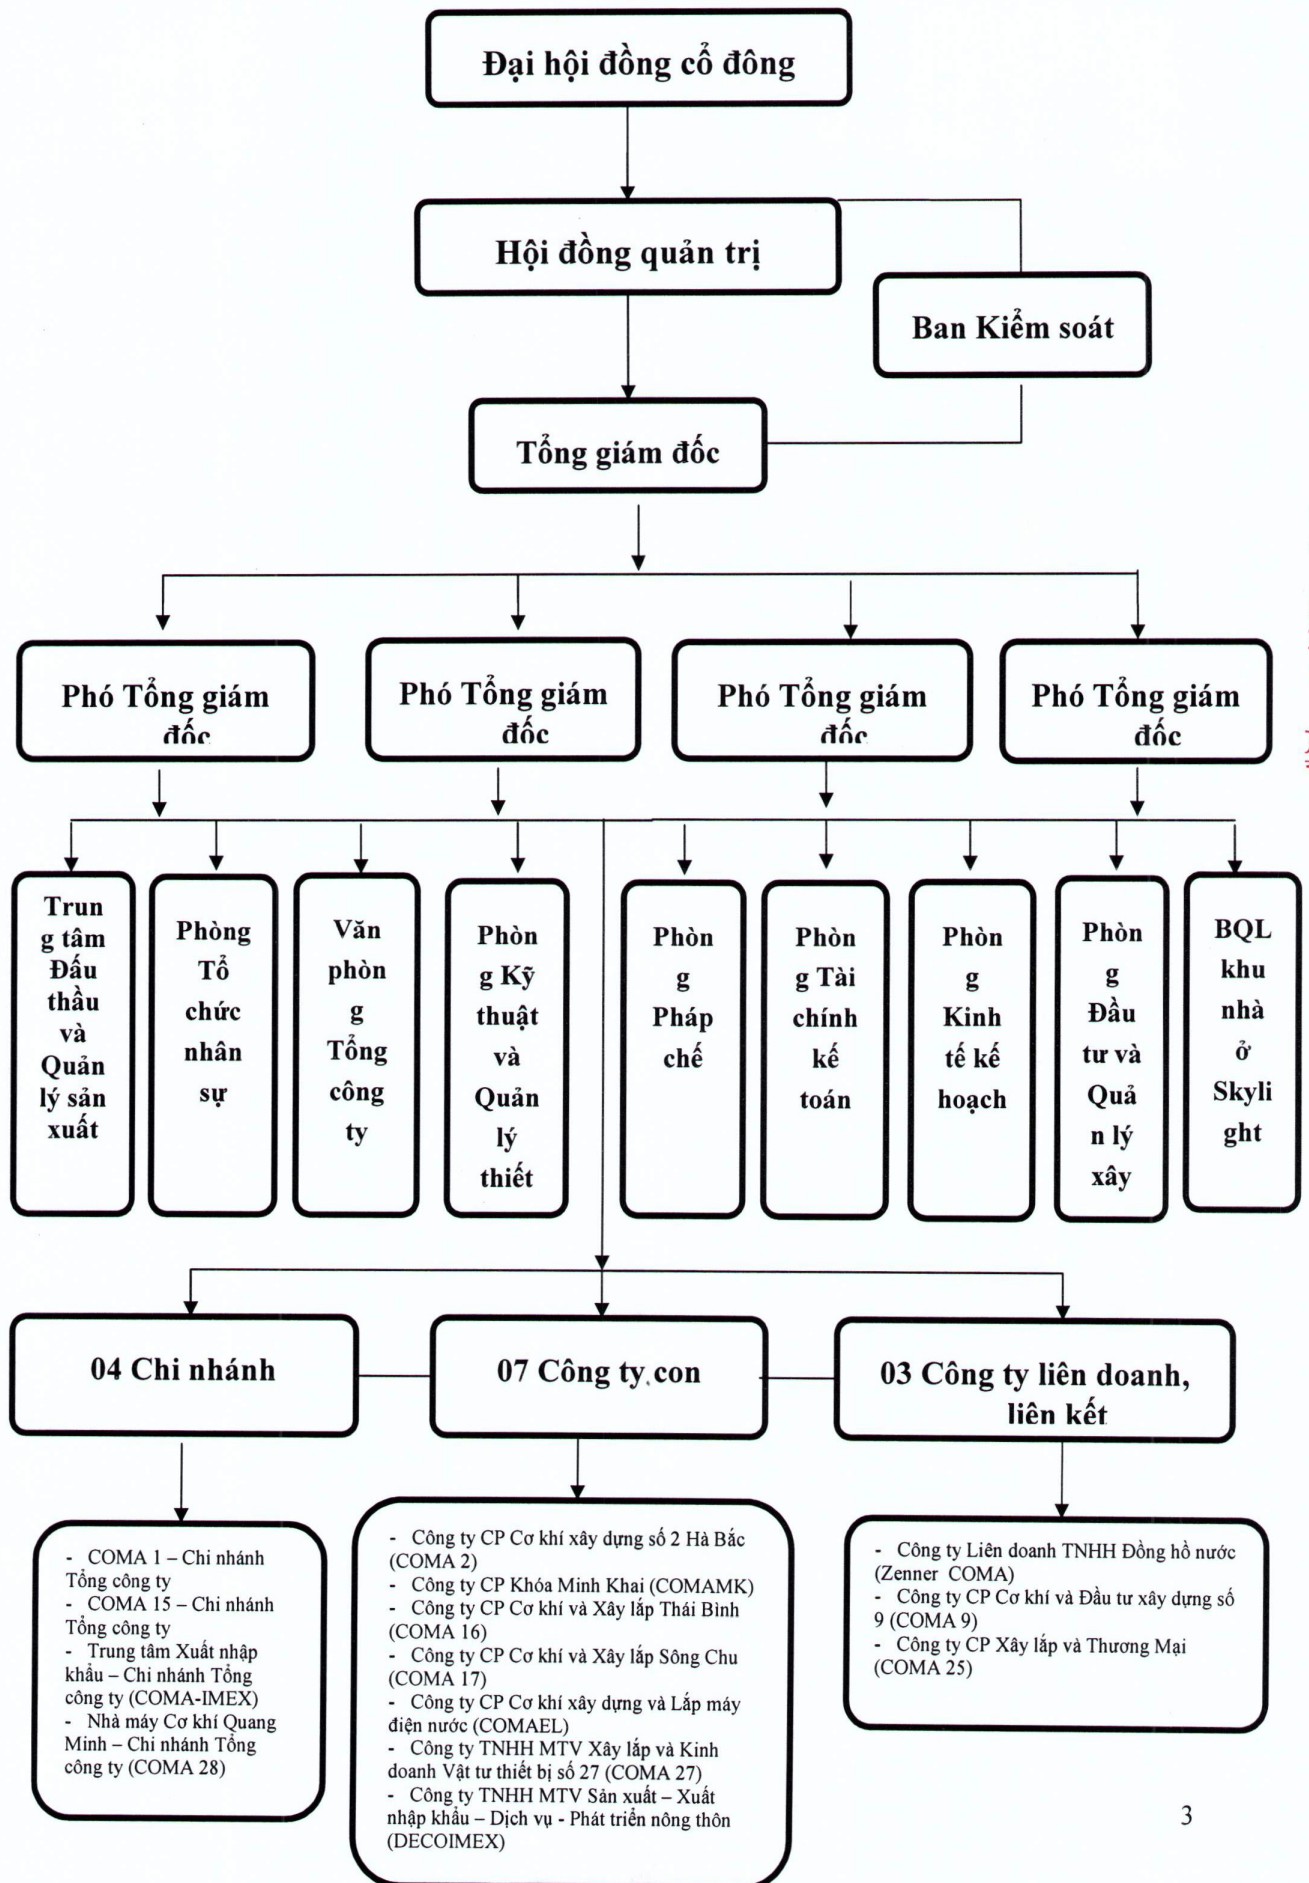 Đại hội đồng cổ đông
Hội đồng quản trị
Ban Kiểm soát
Tổng giám đốc
Phó Tổng giám
đốc
Phó Tổng giám
đốc
Phó Tổng giám
đốc
Phó Tổng giám
đốc
Trun
g tâm
Đấu
thầu
và
Quản
lý sản
xuất
Phòng
Tổ
chức
nhân
sự
Văn
phòn
g
Tổng
công
ty
Phòn
g Kỹ
thuật
và
Quản
lý
thiết
Phòn
g
Pháp
chế
Phòn
g Tài
chính
kế
toán
Phòn
g
Kinh
tế kế
hoạch
Phòn
g
Đầu
tư và
Quả
n lý
xây
BQL
khu
nhà
ở
Skyli
ght
04 Chi nhánh
07 Công ty con
03 Công ty liên doanh,
liên kết
- COMA 1 – Chi nhánh
Tổng công ty
- COMA 15 – Chi nhánh
Tổng công ty
- Trung tâm Xuất nhập
khẩu – Chi nhánh Tổng
công ty (COMA-IMEX)
- Nhà máy Cơ khí Quang
Minh – Chi nhánh Tổng
công ty (COMA 28)
- Công ty CP Cơ khí xây dựng số 2 Hà Bắc
(COMA 2)
- Công ty CP Khóa Minh Khai (COMAMK)
- Công ty CP Cơ khí và Xây lắp Thái Bình
(COMA 16)
- Công ty CP Cơ khí và Xây lắp Sông Chu
(COMA 17)
- Công ty CP Cơ khí xây dựng và Lắp máy
điện nước (COMAEL)
- Công ty TNHH MTV Xây lắp và Kinh
doanh Vật tư thiết bị số 27 (COMA 27)
- Công ty TNHH MTV Sản xuất – Xuất
nhập khẩu – Dịch vụ - Phát triển nông thôn
(DECOIMEX)
- Công ty Liên doanh TNHH Đồng hồ nước
(Zenner COMA)
- Công ty CP Cơ khí và Đầu tư xây dựng số
9 (COMA 9)
- Công ty CP Xây lắp và Thương Mại
(COMA 25)
3